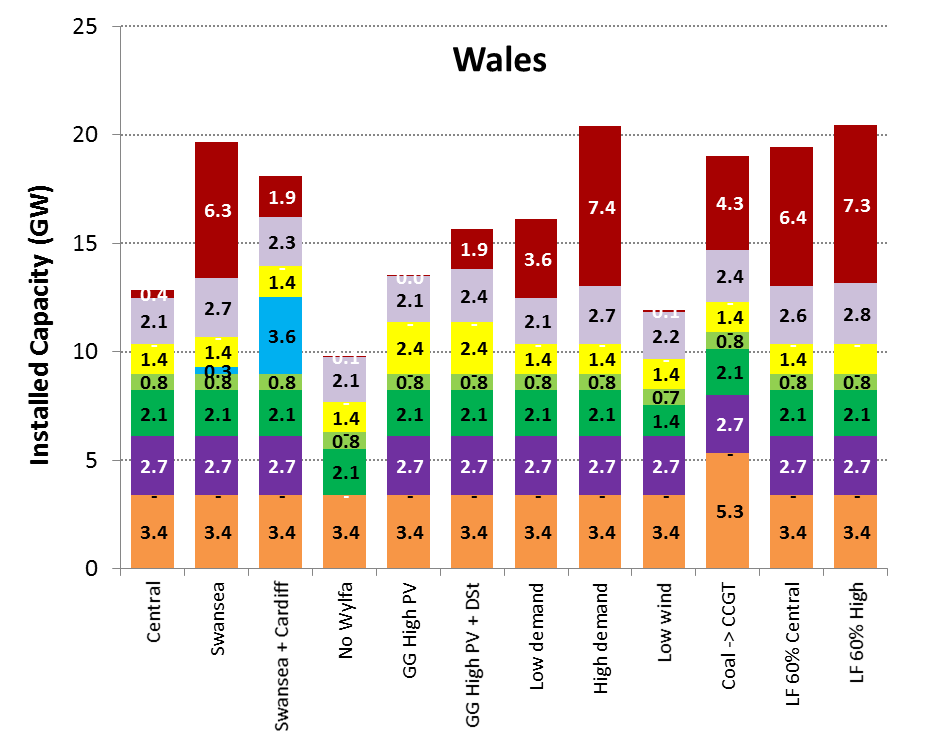 Wales
Installed Capacity (GW)
25
20
15
10
5
0
0.4 2.1 - 1.4 0.8 2.1 2.7 - 3.4
6.3 2.7 - 1.4 0.3 0.8 2.1 2.7 - 3.4
1.9 2.3 - 1.4 3.6 0.8 2.1 2.7 - 3.4
0.1 2.1 - 1.4 - 0.8 2.1 - 3.4
0.0 2.1 - 2.4 - 0.8 2.1 2.7 - 3.4
1.9 2.4 - 2.4 - 0.8 2.1 2.7 - 3.4
3.6 2.1 - 1.4 - 0.8 2.1 2.7 - 3.4
7.4 2.7 - 1.4 - 0.8 2.1 2.7 - 3.4
0.1 2.2 - 1.4 - 0.7 1.4 2.7 - 3.4
4.3 2.4 - 1.4 - 0.8 2.1 2.7 - 5.3
6.4 2.6 - 1.4 - 0.8 2.1 2.7 - 3.4
7.3 2.8 - - 0.8 2.1 2.7 - 3.4
Central
Swansea
Swansea + Cardiff
No Wylfa
GG High PV
GG High PV + DSt
Low demand
High demand
Low wind
Coal -> CCGT
LF 60% Central
LF 60% High